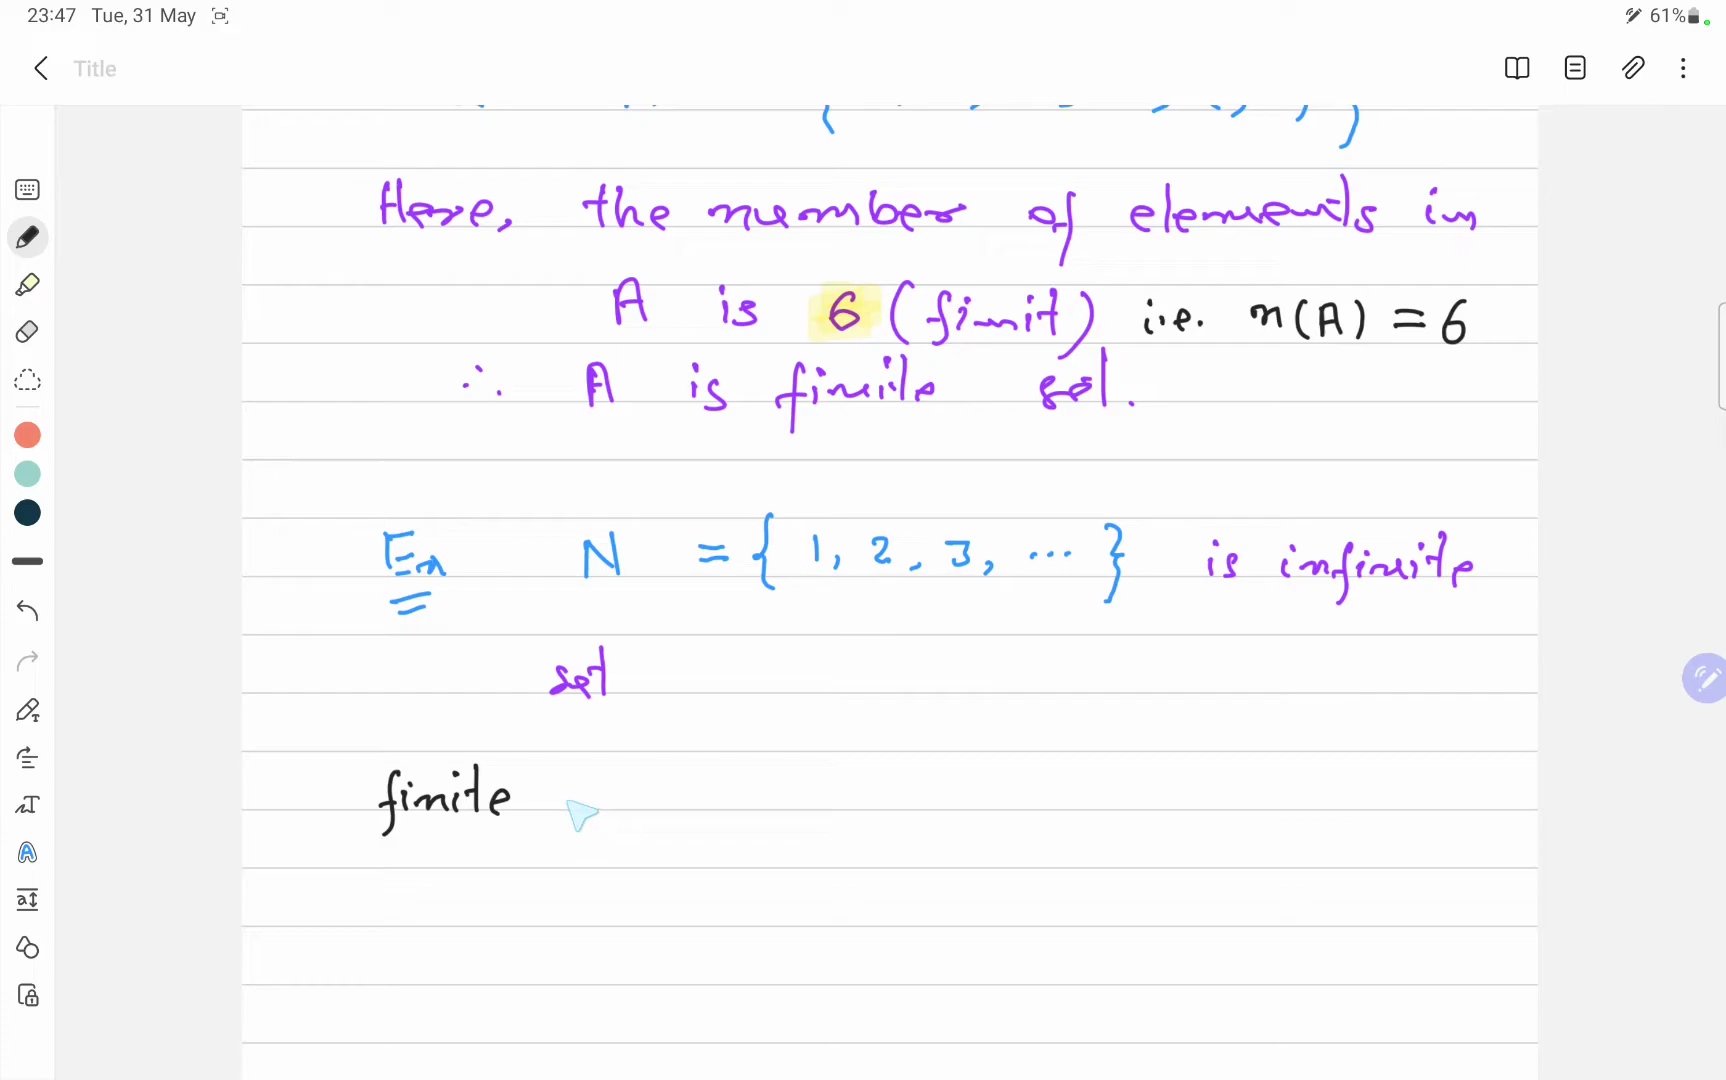 23:47 Tue, 31 May 61%
Title
Here, the number of elements in
A is 6 (finit) i.e. n(A) = 6
∴ A is finite set.
Ex N = { 1, 2, 3, ... } is infinite
set
finite